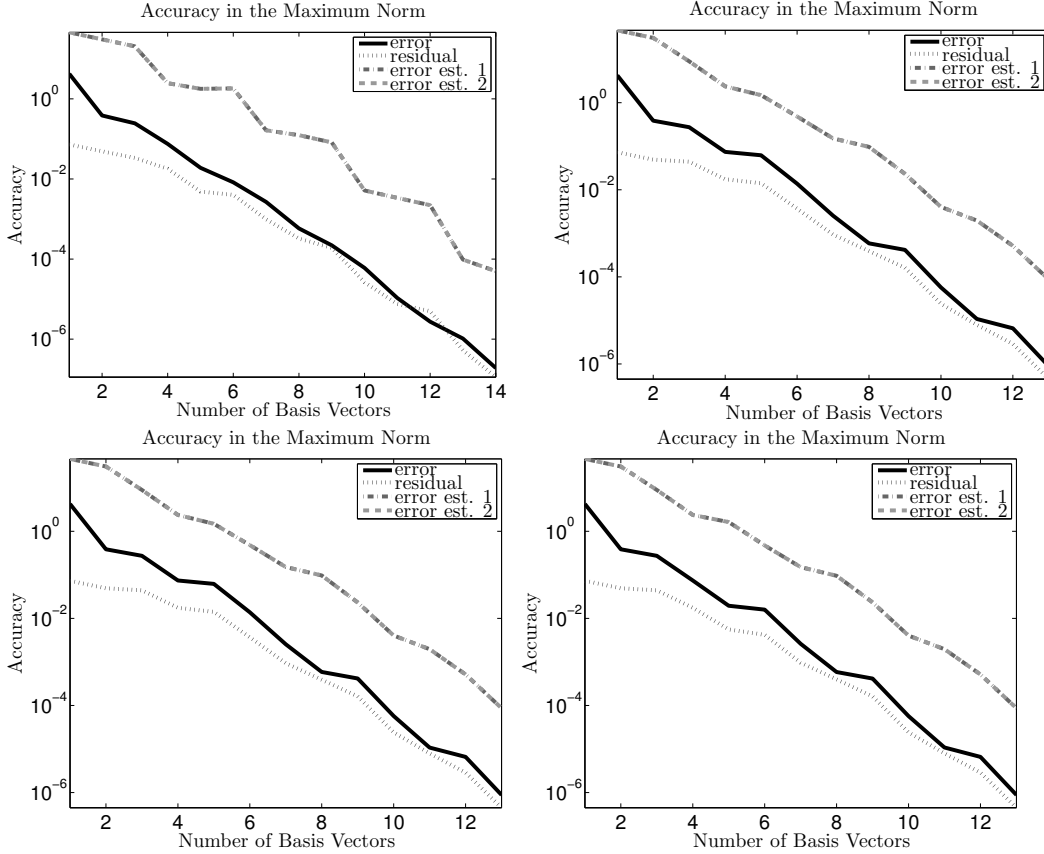 Accuracy in the Maximum Norm
error
residual
error est. 1
error est. 2
10^0
10^-2
10^-4
10^-6
Accuracy
2 4 6 8 10 12 14
Number of Basis Vectors
Accuracy in the Maximum Norm
error
residual
error est. 1
error est. 2
10^0
10^-2
10^-4
10^-6
Accuracy
2 4 6 8 10 12
Number of Basis Vectors
Accuracy in the Maximum Norm
error
residual
error est. 1
error est. 2
10^0
10^-2
10^-4
10^-6
Accuracy
2 4 6 8 10 12
Number of Basis Vectors
Accuracy in the Maximum Norm
error
residual
error est. 1
error est. 2
10^0
10^-2
10^-4
10^-6
Accuracy
2 4 6 8 10 12
Number of Basis Vectors